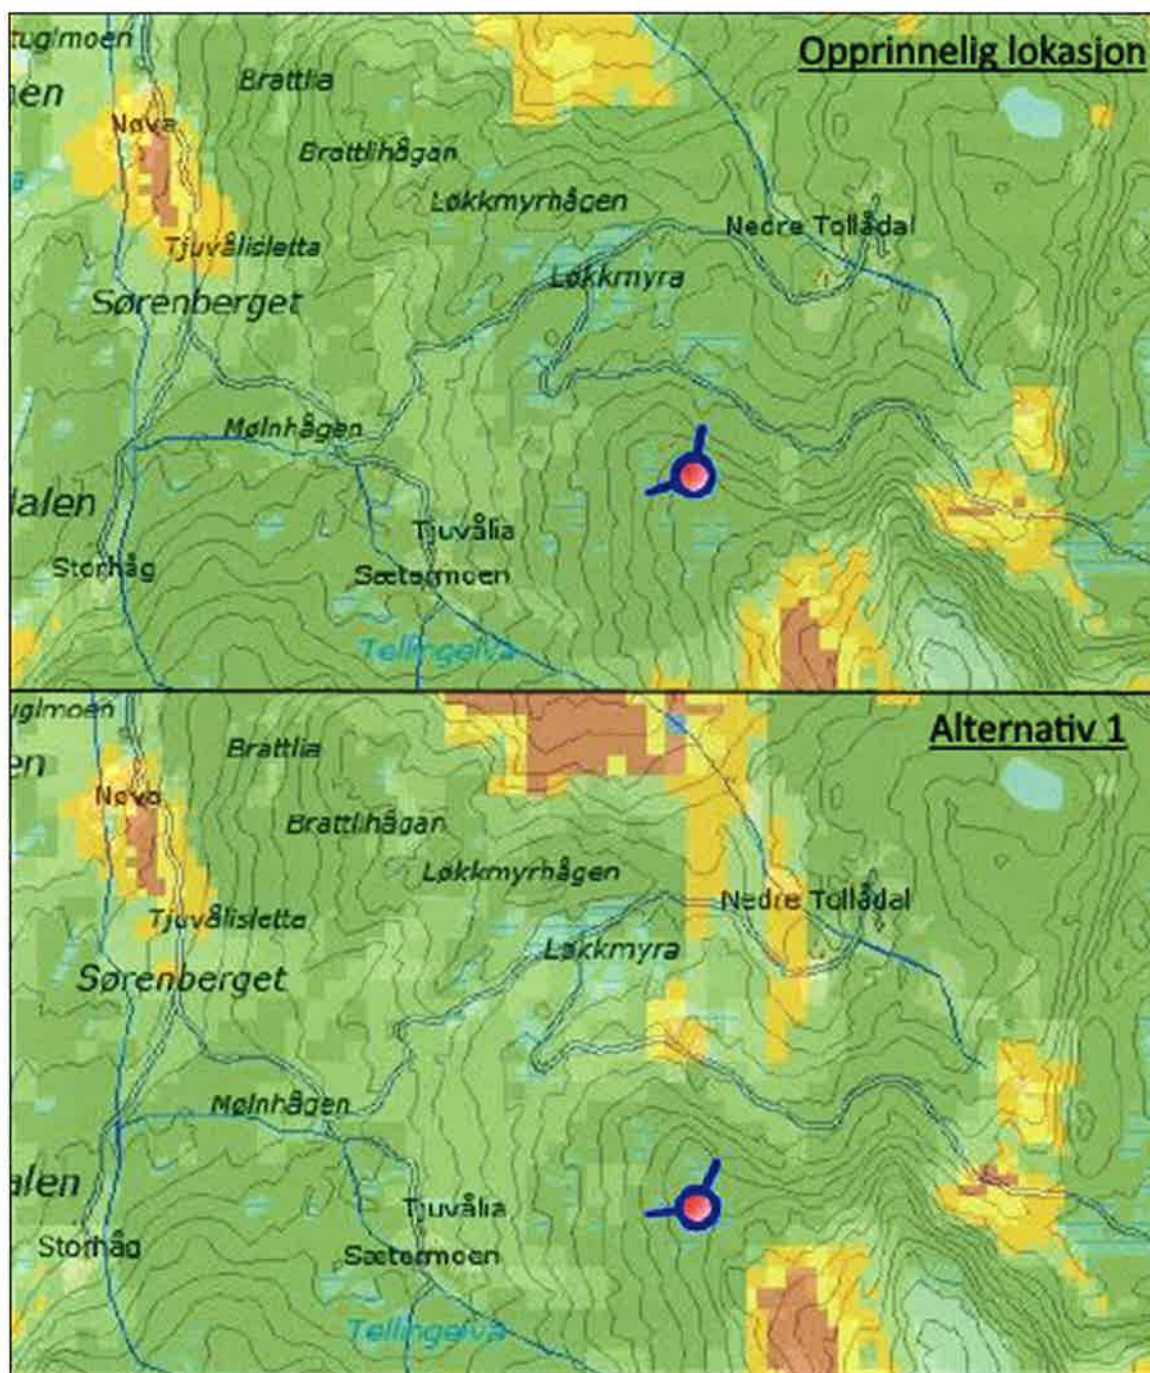 Opprinnelig lokasjon
tuglmoen
en
Brattlia
Nova
Brattlihågan
Løkkmyrhågen
Nedre Tollådal
Tjuvålisletta
Løkkmyra
Sørenberget
Mølnhågen
dalen
Tjuvålia
Storhåg
Sætermoen
Tellingelva
Alternativ 1
uglmoen
en
Brattlia
Nova
Brattlihågan
Løkkmyrhågen
Nedre Tollådal
Tjuvålisletta
Løkkmyra
Sørenberget
Mølnhågen
alen
Tjuvålia
Storhåg
Sætermoen
Tellingelva